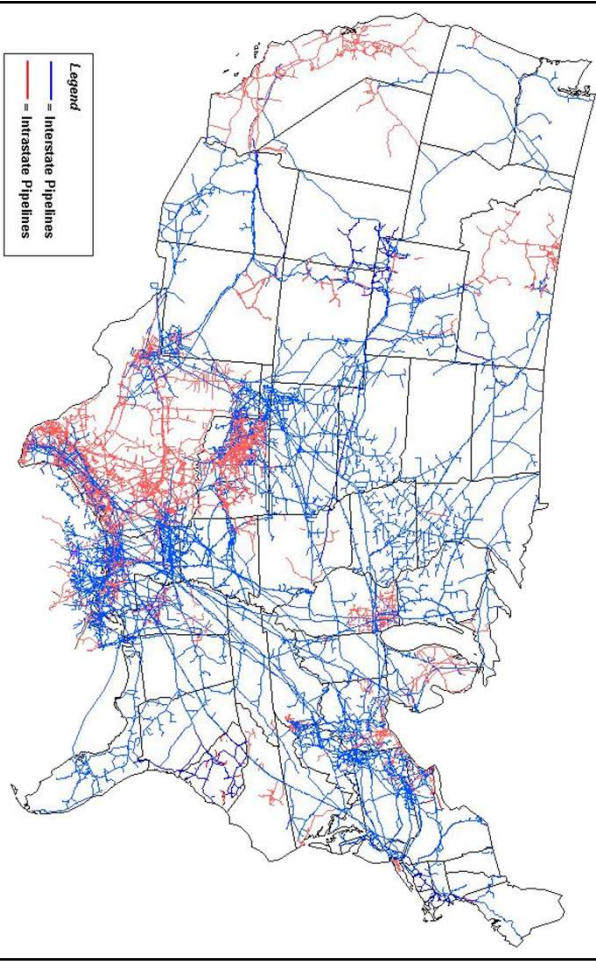 Legend
= Interstate Pipelines
= Intrastate Pipelines